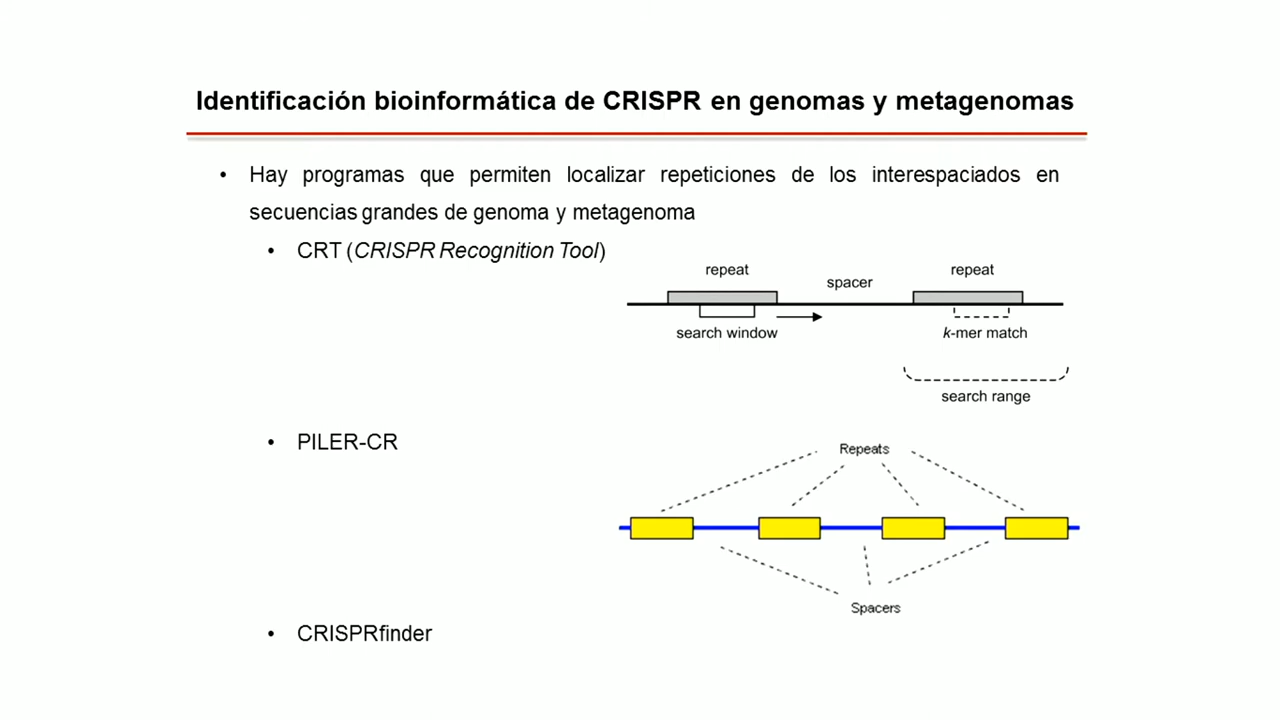 Identificación bioinformática de CRISPR en genomas y metagenomas
• Hay programas que permiten localizar repeticiones de los interespaciados en
secuencias grandes de genoma y metagenoma
• CRT (CRISPR Recognition Tool)
repeat
spacer
repeat
search window
k-mer match
search range
• PILER-CR
Repeats
Spacers
• CRISPRfinder